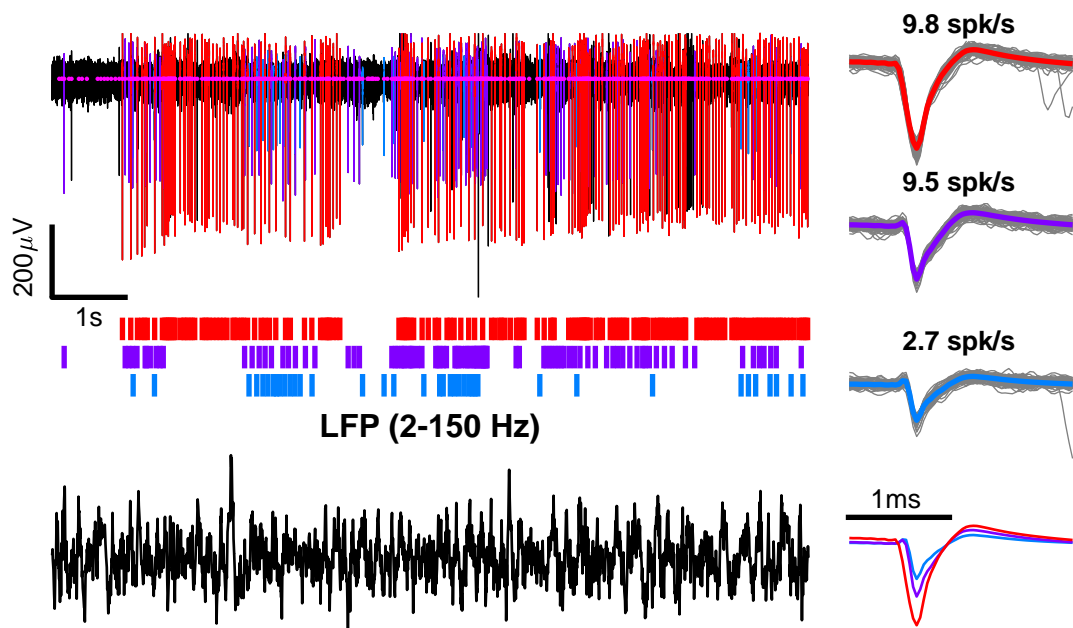 9.8 spk/s
9.5 spk/s
200μV
1s
2.7 spk/s
LFP (2-150 Hz)
1ms